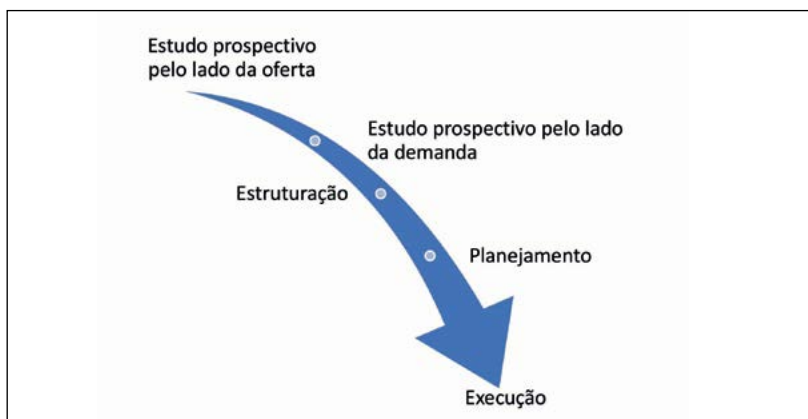 Estudo prospectivo
pelo lado da oferta
Estudo prospectivo pelo lado
da demanda
Estruturação
Planejamento
Execução